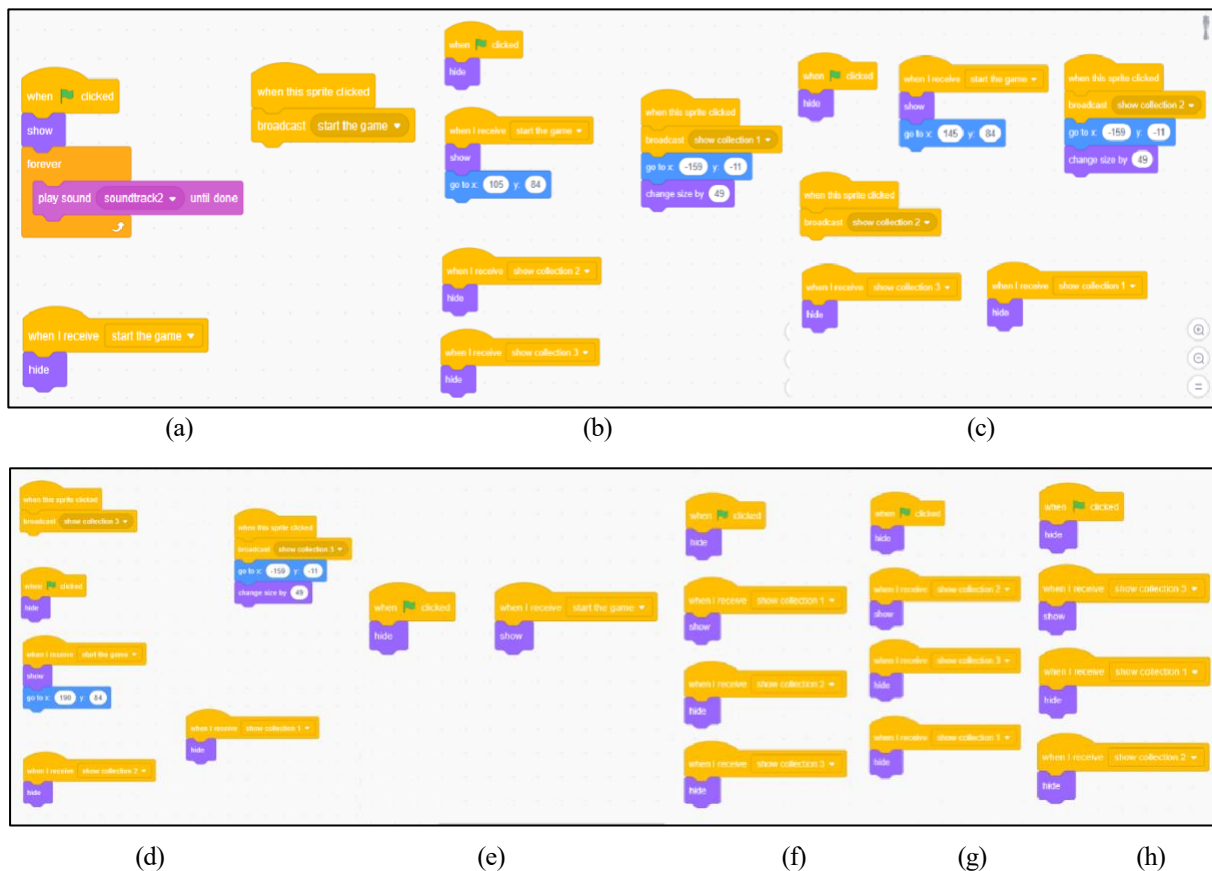 when clicked
show
forever
play sound soundtrack2 until done
when I receive start the game
hide
when this sprite clicked
broadcast start the game
(a)
when clicked
hide
when I receive start the game
show
go to x: 105 y: 84
when this sprite clicked
broadcast show collection 1
go to x: -159 y: -11
change size by 49
when I receive show collection 2
hide
when I receive show collection 3
hide
(b)
when clicked
hide
when I receive start the game
show
go to x: 145 y: 84
when this sprite clicked
broadcast show collection 2
go to x: -159 y: -11
change size by 49
when this sprite clicked
broadcast show collection 2
when I receive show collection 3
hide
when I receive show collection 1
hide
(c)
when this sprite clicked
broadcast show collection 3
when clicked
hide
when I receive start the game
show
go to x: 190 y: 84
when I receive show collection 2
hide
when this sprite clicked
broadcast show collection 3
go to x: -159 y: -11
change size by 49
when I receive show collection 1
hide
(d)
when clicked
hide
when I receive start the game
show
(e)
when clicked
hide
when I receive show collection 1
show
when I receive show collection 2
hide
when I receive show collection 3
hide
(f)
when clicked
hide
when I receive show collection 2
show
when I receive show collection 3
hide
when I receive show collection 1
hide
(g)
when clicked
hide
when I receive show collection 3
show
when I receive show collection 1
hide
when I receive show collection 2
hide
(h)